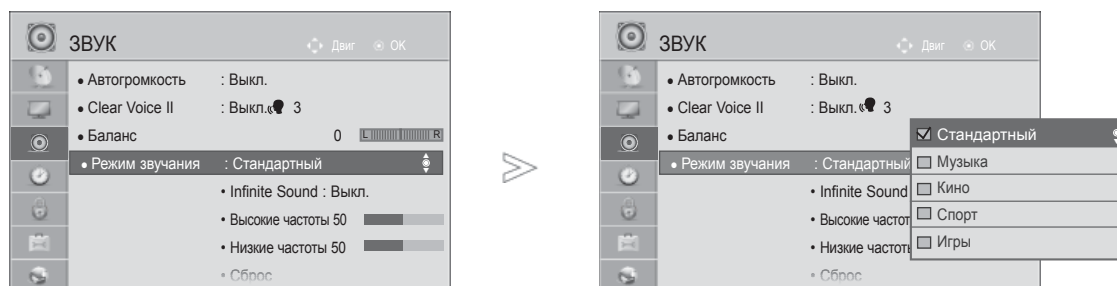 ЗВУК
Двиг OK
• Автогромкость : Выкл.
• Clear Voice II : Выкл. 3
• Баланс 0 L R
• Режим звучания : Стандартный
• Infinite Sound : Выкл.
• Высокие частоты 50
• Низкие частоты 50
• Сброс
ЗВУК
Двиг OK
• Автогромкость : Выкл.
• Clear Voice II : Выкл. 3
• Баланс
• Режим звучания : Стандартный
• Infinite Sound
• Высокие частот
• Низкие частоты
• Сброс
Стандартный
Музыка
Кино
Спорт
Игры